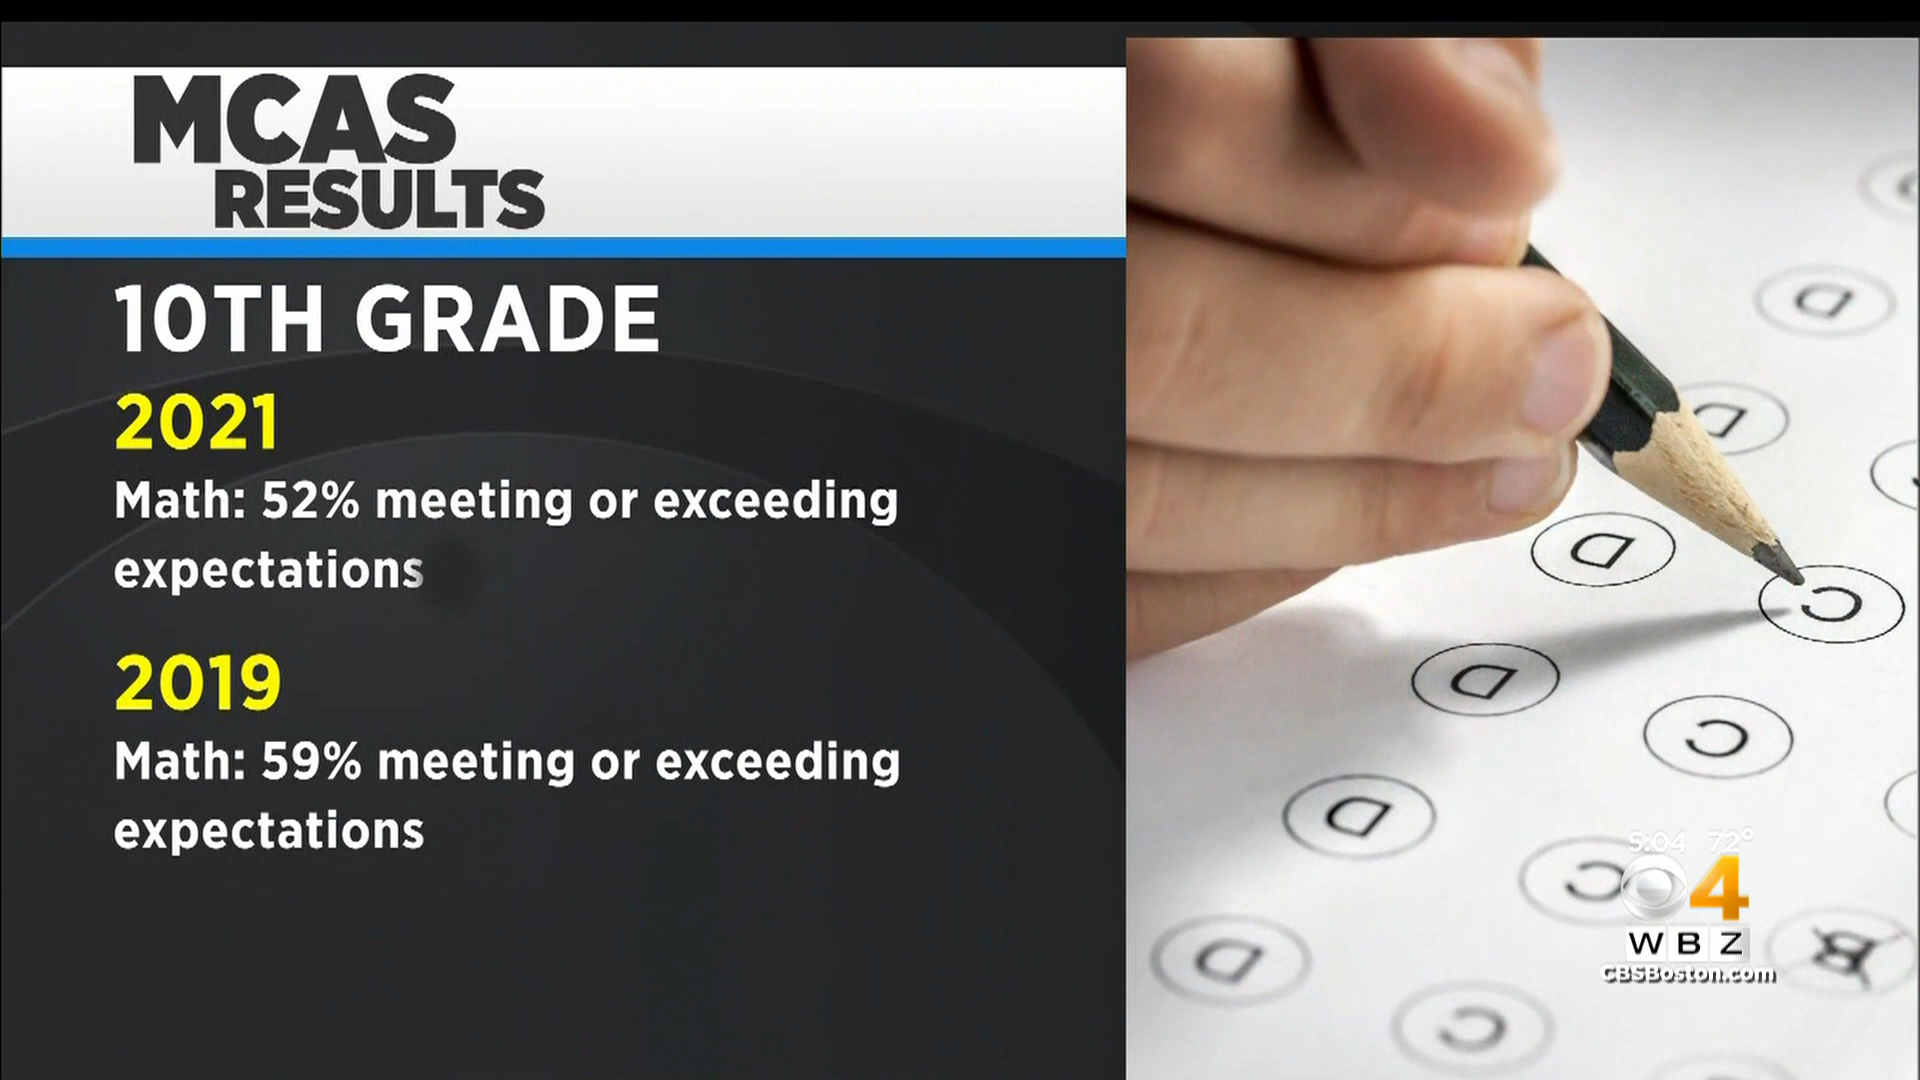 MCAS
RESULTS
10TH GRADE
2021
Math: 52% meeting or exceeding
expectations
2019
Math: 59% meeting or exceeding
expectations
D
D
D
C
D
C
D
C
D
B
C
5:04 72°
4
WBZ
CBSBoston.com